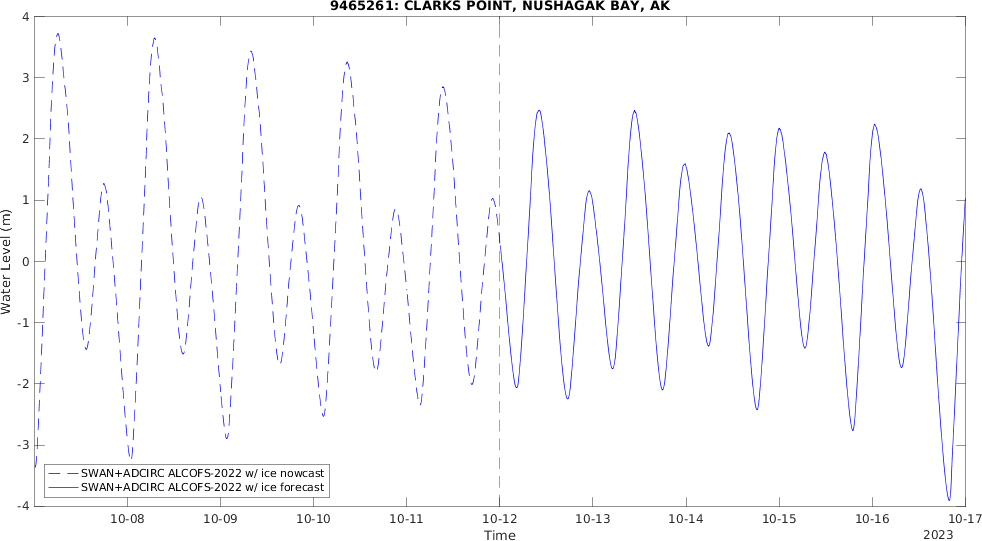 9465261: CLARKS POINT, NUSHAGAK BAY, AK
Water Level (m)
4
3
2
1
0
-1
-2
-3
-4
SWAN+ADCIRC ALCOFS-2022 w/ ice nowcast
SWAN+ADCIRC ALCOFS-2022 w/ ice forecast
10-08 10-09 10-10 10-11 10-12 10-13 10-14 10-15 10-16 10-17
Time
2023